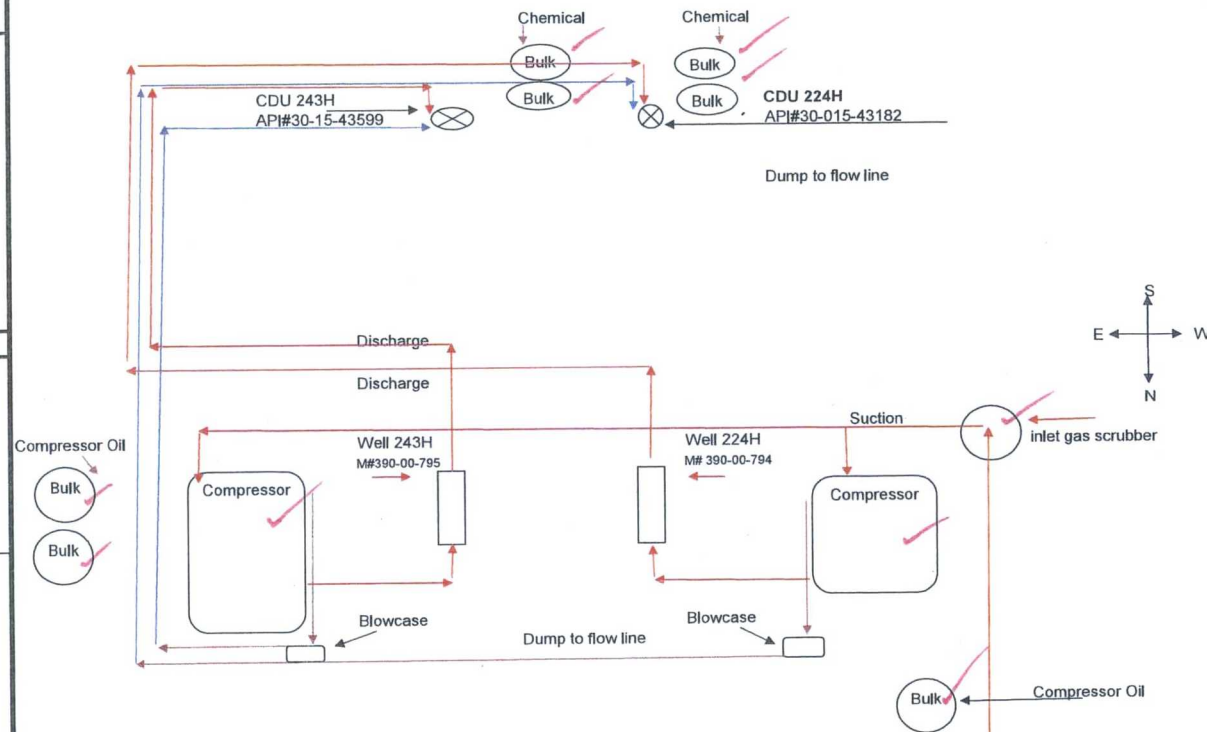 Chemical
Chemical
Bulk
Bulk
Bulk
Bulk
CDU 243H
API#30-15-43599
CDU 224H
API#30-015-43182
Dump to flow line
S
E
W
N
Discharge
Discharge
Suction
inlet gas scrubber
Well 243H
M#390-00-795
Well 224H
M# 390-00-794
Compressor Oil
Bulk
Bulk
Compressor
Compressor
Blowcase
Blowcase
Dump to flow line
Bulk
Compressor Oil